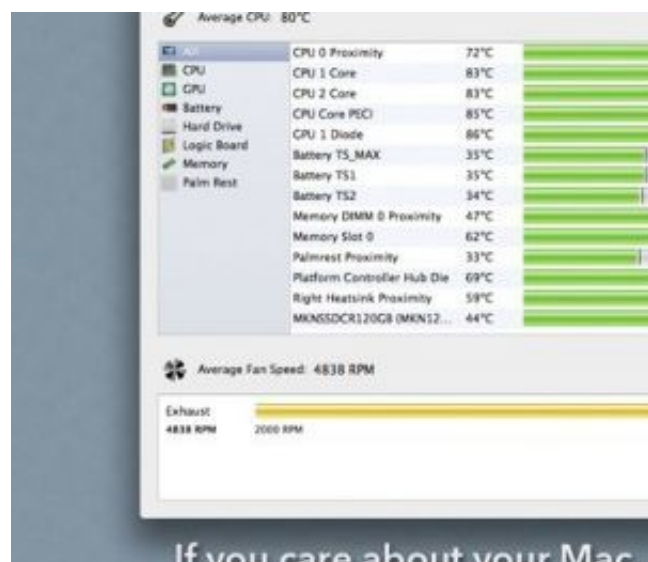 Average CPU: 80°C
All
CPU
GPU
Battery
Hard Drive
Logic Board
Memory
Palm Rest
CPU 0 Proximity 72°C
CPU 1 Core 83°C
CPU 2 Core 83°C
CPU Core PECI 85°C
CPU 1 Diode 86°C
Battery TS_MAX 35°C
Battery TS1 35°C
Battery TS2 34°C
Memory DIMM 0 Proximity 47°C
Memory Slot 0 62°C
Palmrest Proximity 33°C
Platform Controller Hub Die 69°C
Right Heatsink Proximity 59°C
MKNSSDCR120GB (MKN12... 44°C
Average Fan Speed: 4838 RPM
Exhaust
4838 RPM 2000 RPM
If you care about your Mac